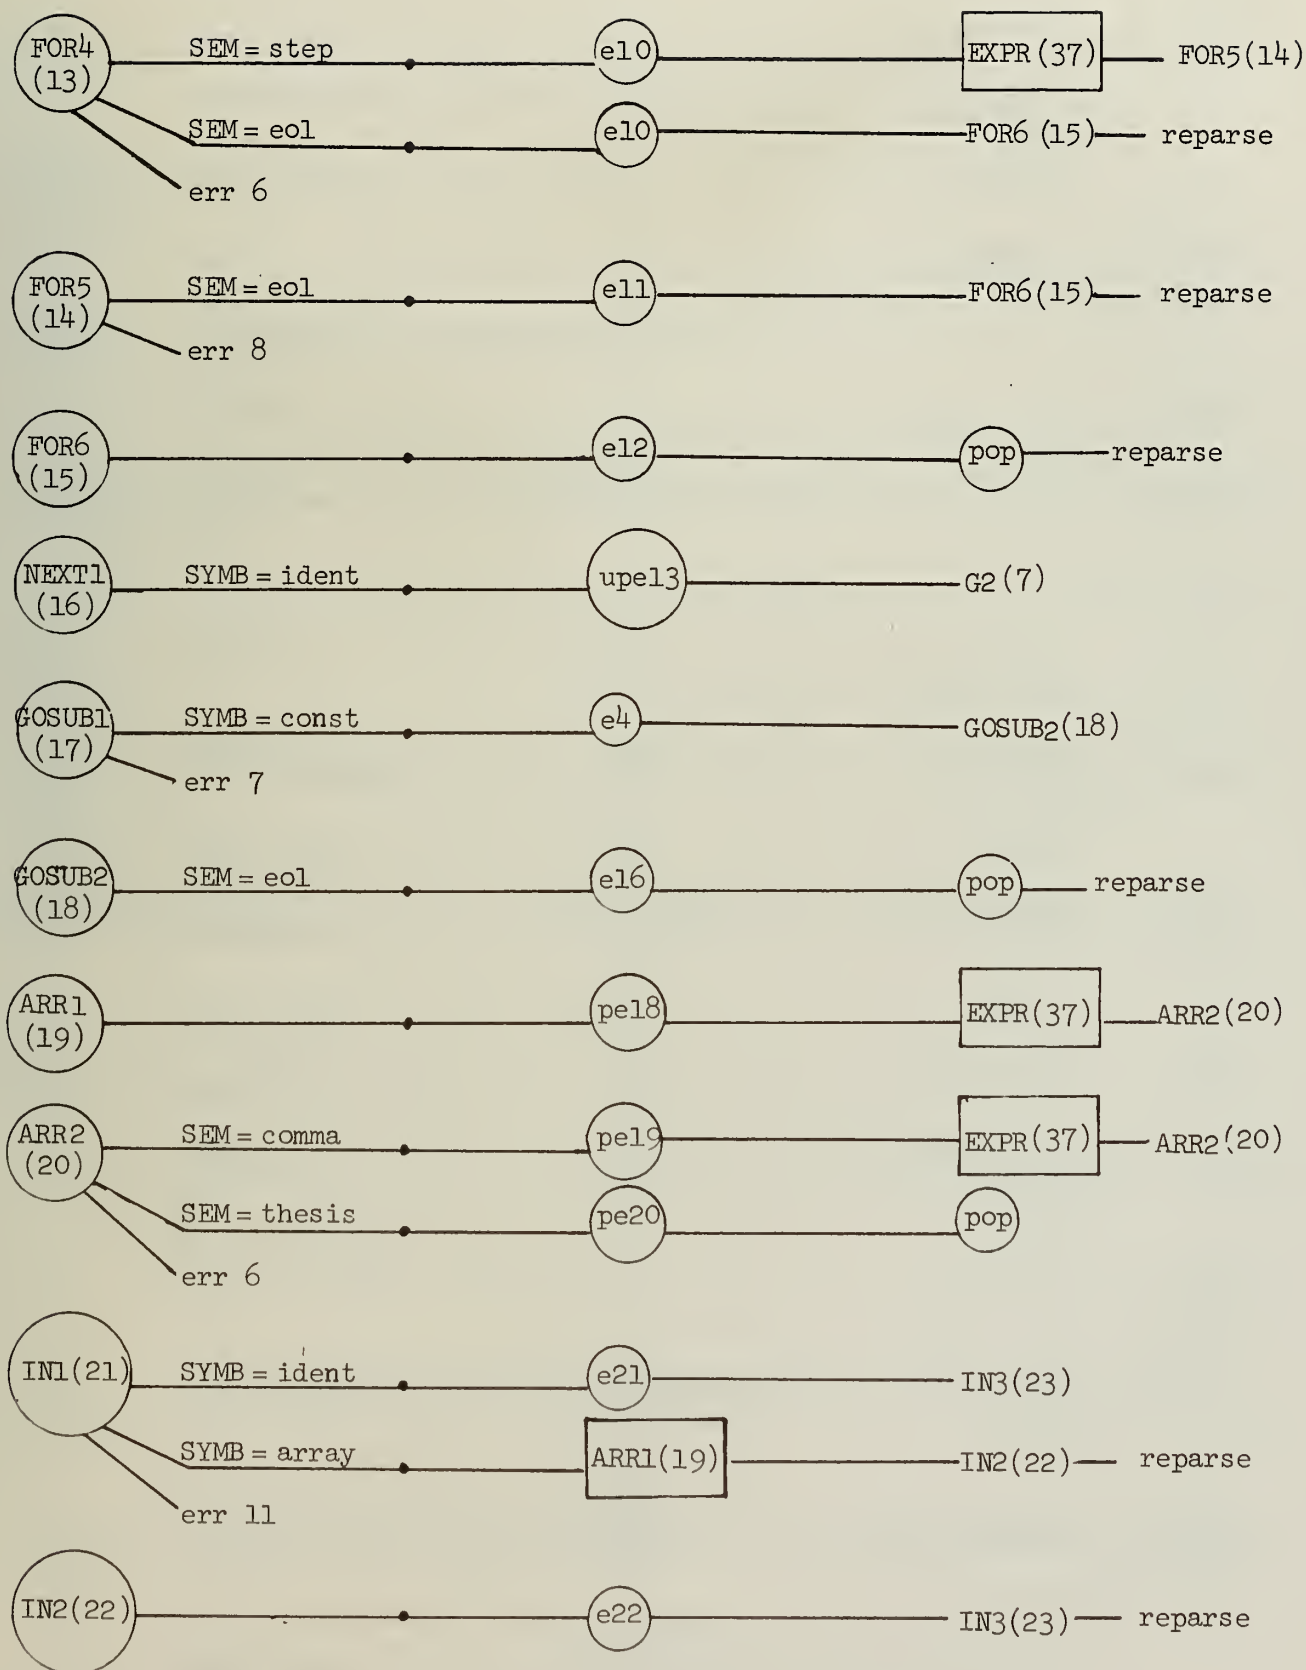 FOR4 (13) SEM = step e10 EXPR(37) FOR5(14)
SEM = eol e10 FOR6 (15) reparse
err 6
FOR5 (14) SEM = eol e11 FOR6(15) reparse
err 8
FOR6 (15) e12 pop reparse
NEXT1 (16) SYMB = ident upe13 G2(7)
GOSUB1 (17) SYMB = const e4 GOSUB2(18)
err 7
GOSUB2 (18) SEM = eol e16 pop reparse
ARR1 (19) pe18 EXPR(37) ARR2(20)
ARR2 (20) SEM = comma pe19 EXPR(37) ARR2(20)
SEM = thesis pe20 pop
err 6
IN1(21) SYMB = ident e21 IN3(23)
SYMB = array ARR1(19) IN2(22) reparse
err 11
IN2(22) e22 IN3(23) reparse